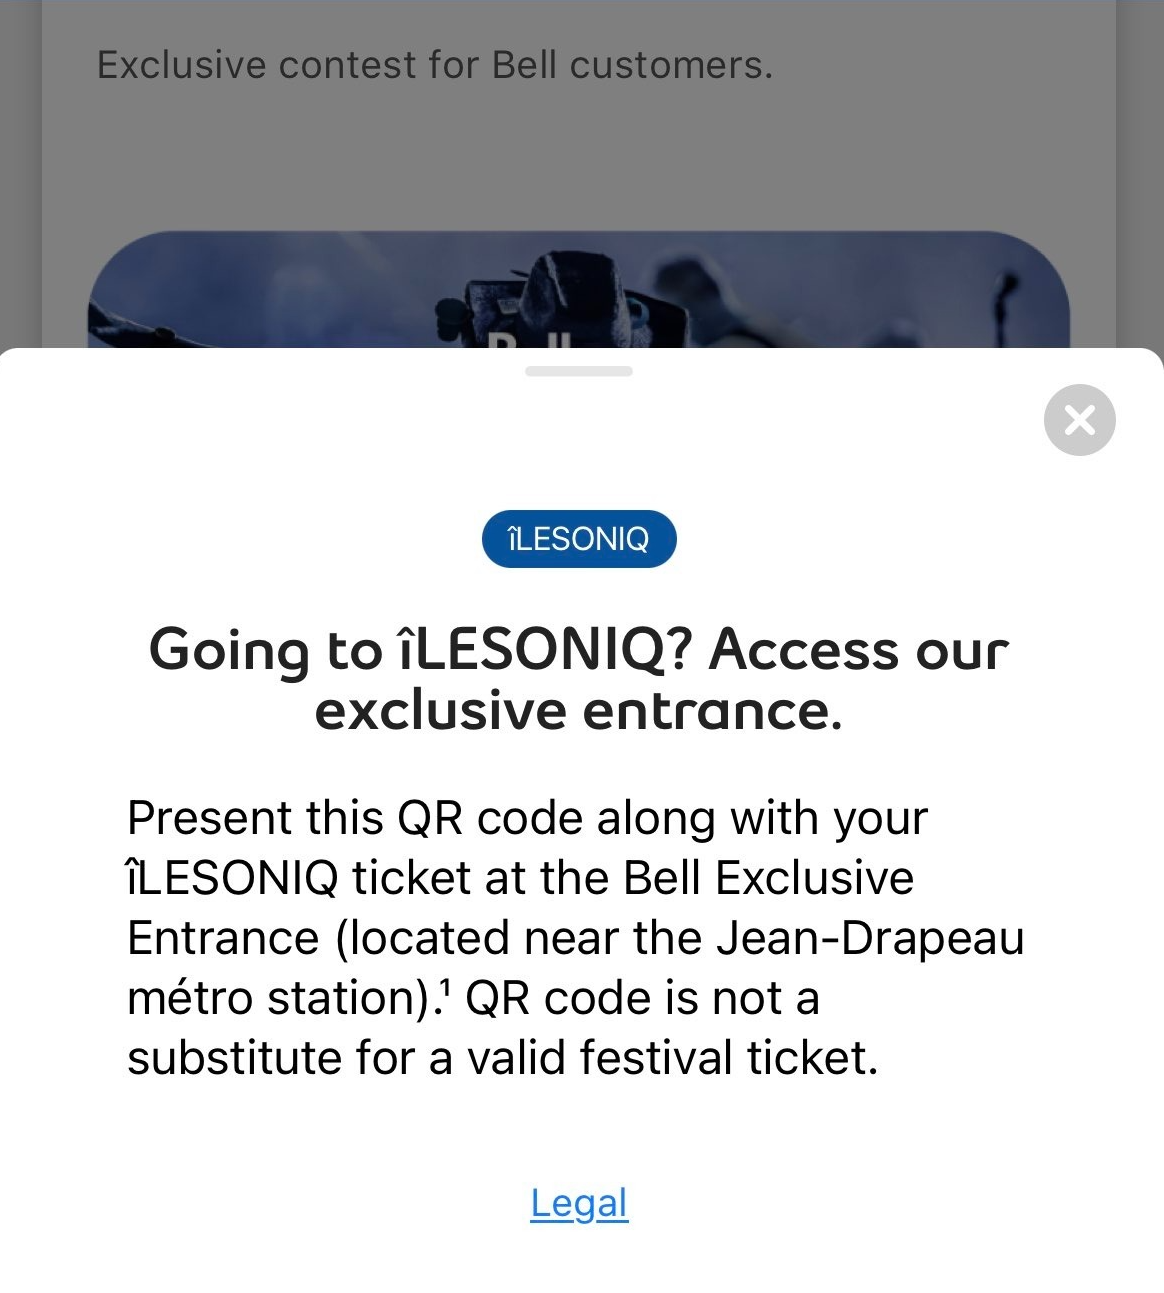 Exclusive contest for Bell customers.
Bell
îLESONIQ
Going to îLESONIQ? Access our
exclusive entrance.
Present this QR code along with your
îLESONIQ ticket at the Bell Exclusive
Entrance (located near the Jean-Drapeau
métro station).¹ QR code is not a
substitute for a valid festival ticket.
Legal